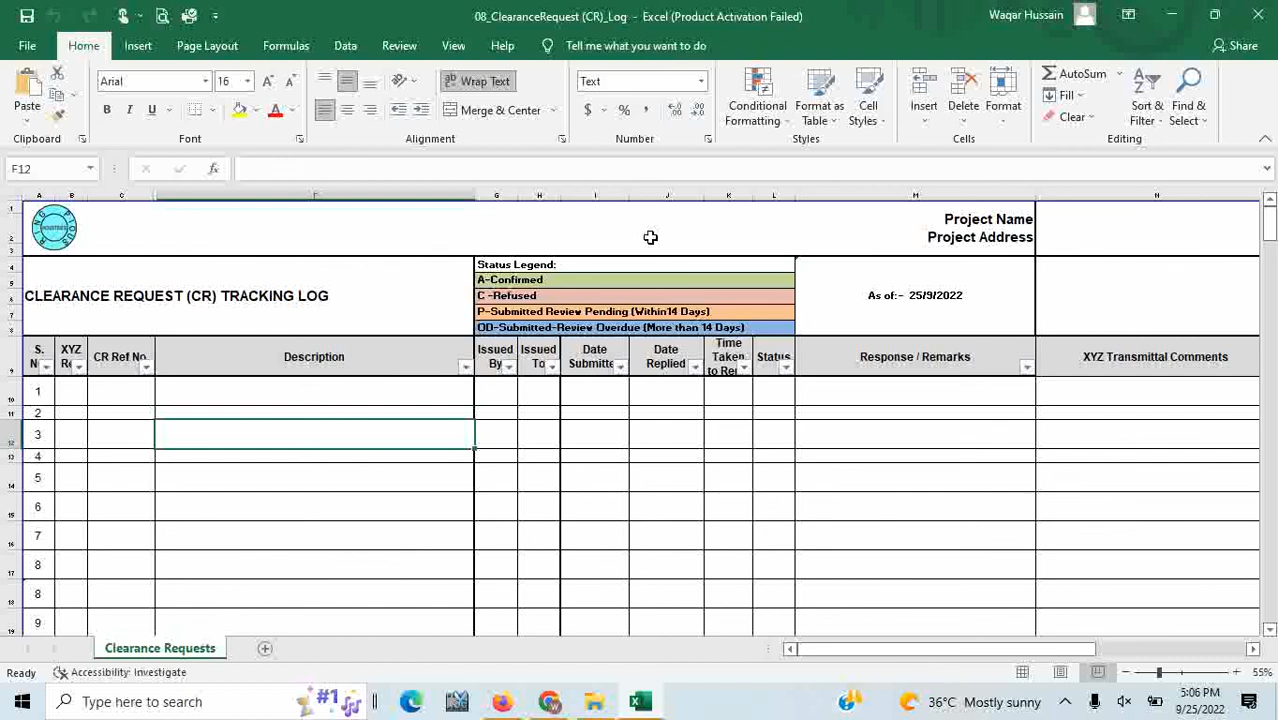 08_ClearanceRequest (CR)_Log - Excel (Product Activation Failed)
Waqar Hussain
File Home Insert Page Layout Formulas Data Review View Help Tell me what you want to do Share
Paste
Arial 16
Wrap Text
Merge & Center
Text
Conditional Formatting
Format as Table
Cell Styles
Insert
Delete
Format
AutoSum
Fill
Clear
Sort & Filter
Find & Select
Clipboard Font Alignment Number Styles Cells Editing
F12
A B C F G H I J K L M N
Project Name
Project Address
CLEARANCE REQUEST (CR) TRACKING LOG
Status Legend:
A-Confirmed
C -Refused
P-Submitted Review Pending (Within14 Days)
OD-Submitted-Review Overdue (More than 14 Days)
As of:- 25/9/2022
S.
XYZ
CR Ref No
Description
Issued By
Issued To
Date Submitte
Date Replied
Time Taken
Status
Response / Remarks
XYZ Transmittal Comments
1
2
3
4
5
6
7
8
8
9
Clearance Requests
Ready Accessibility: Investigate 55%
Type here to search
#1
36°C Mostly sunny
5:06 PM
9/25/2022